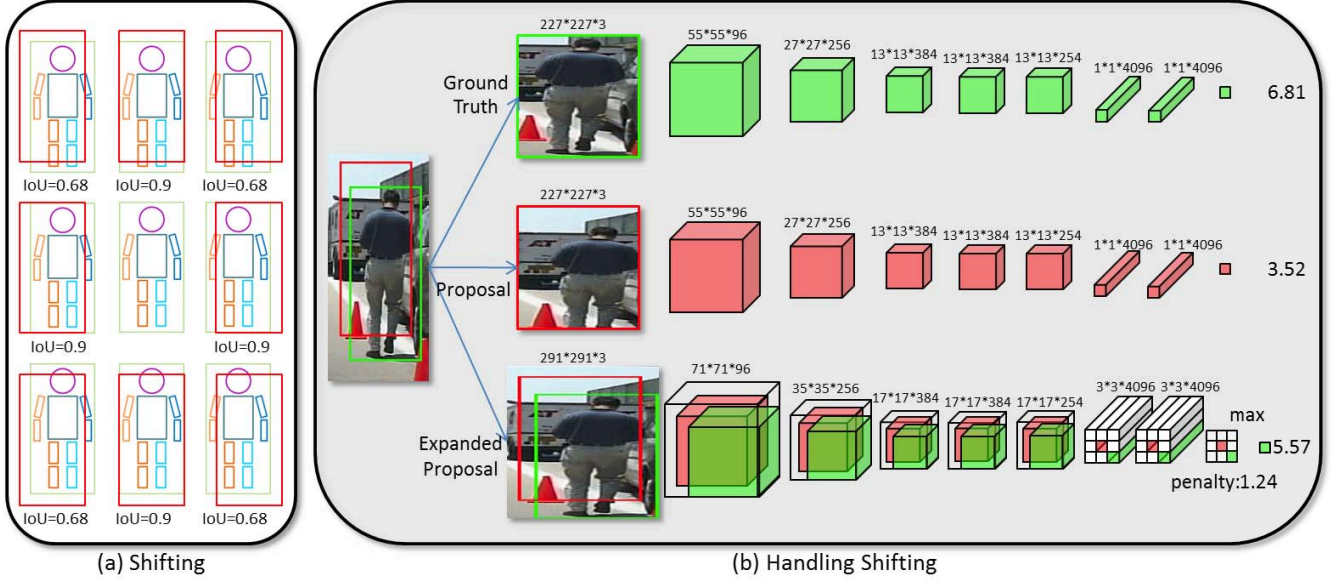 IoU=0.68 IoU=0.9 IoU=0.68
IoU=0.9 IoU=0.9
IoU=0.68 IoU=0.9 IoU=0.68
(a) Shifting
227*227*3
55*55*96
27*27*256
13*13*384
13*13*384
13*13*254
1*1*4096
1*1*4096
Ground
Truth
6.81
227*227*3
55*55*96
27*27*256
13*13*384
13*13*384
13*13*254
1*1*4096
1*1*4096
Proposal
3.52
291*291*3
71*71*96
35*35*256
17*17*384
17*17*384
17*17*254
3*3*4096
3*3*4096
max
Expanded
Proposal
5.57
penalty:1.24
(b) Handling Shifting